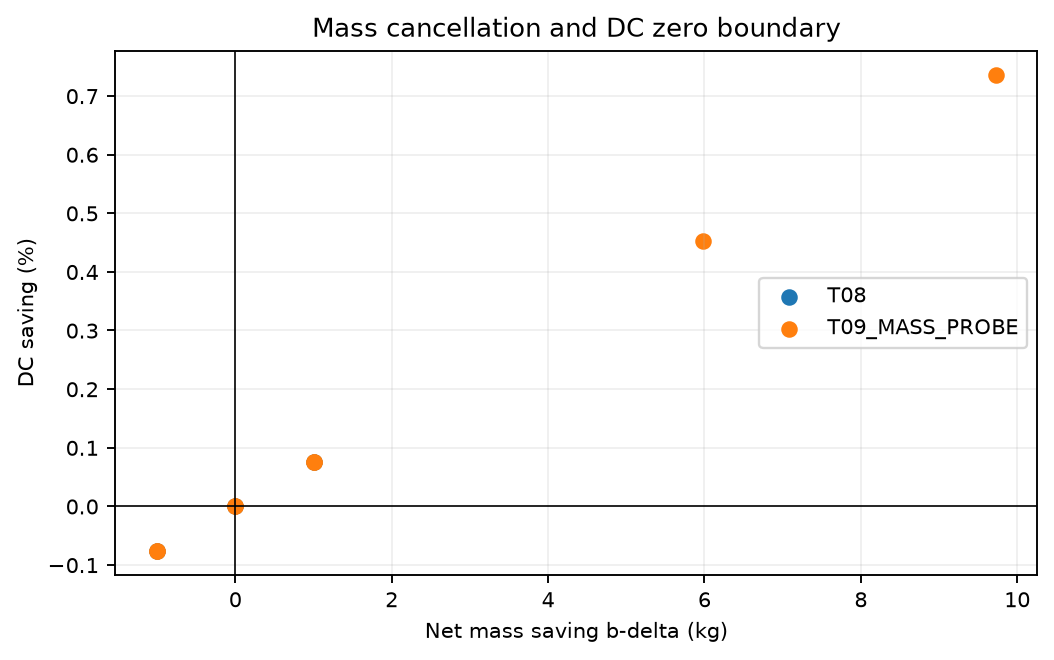 Mass cancellation and DC zero boundary
DC saving (%)
0.7
0.6
0.5
0.4
0.3
0.2
0.1
0.0
−0.1
T08
T09_MASS_PROBE
0 2 4 6 8 10
Net mass saving b-delta (kg)